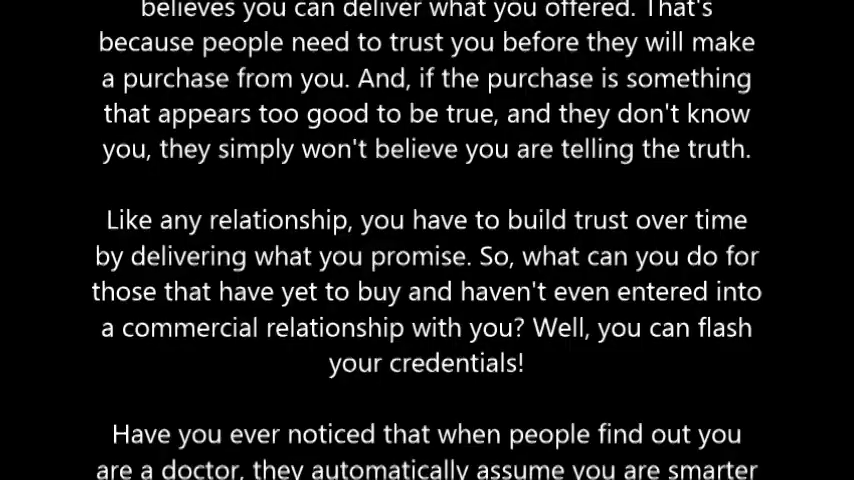 believes you can deliver what you offered. That's
because people need to trust you before they will make
a purchase from you. And, if the purchase is something
that appears too good to be true, and they don't know
you, they simply won't believe you are telling the truth.
Like any relationship, you have to build trust over time
by delivering what you promise. So, what can you do for
those that have yet to buy and haven't even entered into
a commercial relationship with you? Well, you can flash
your credentials!
Have you ever noticed that when people find out you
are a doctor, they automatically assume you are smarter